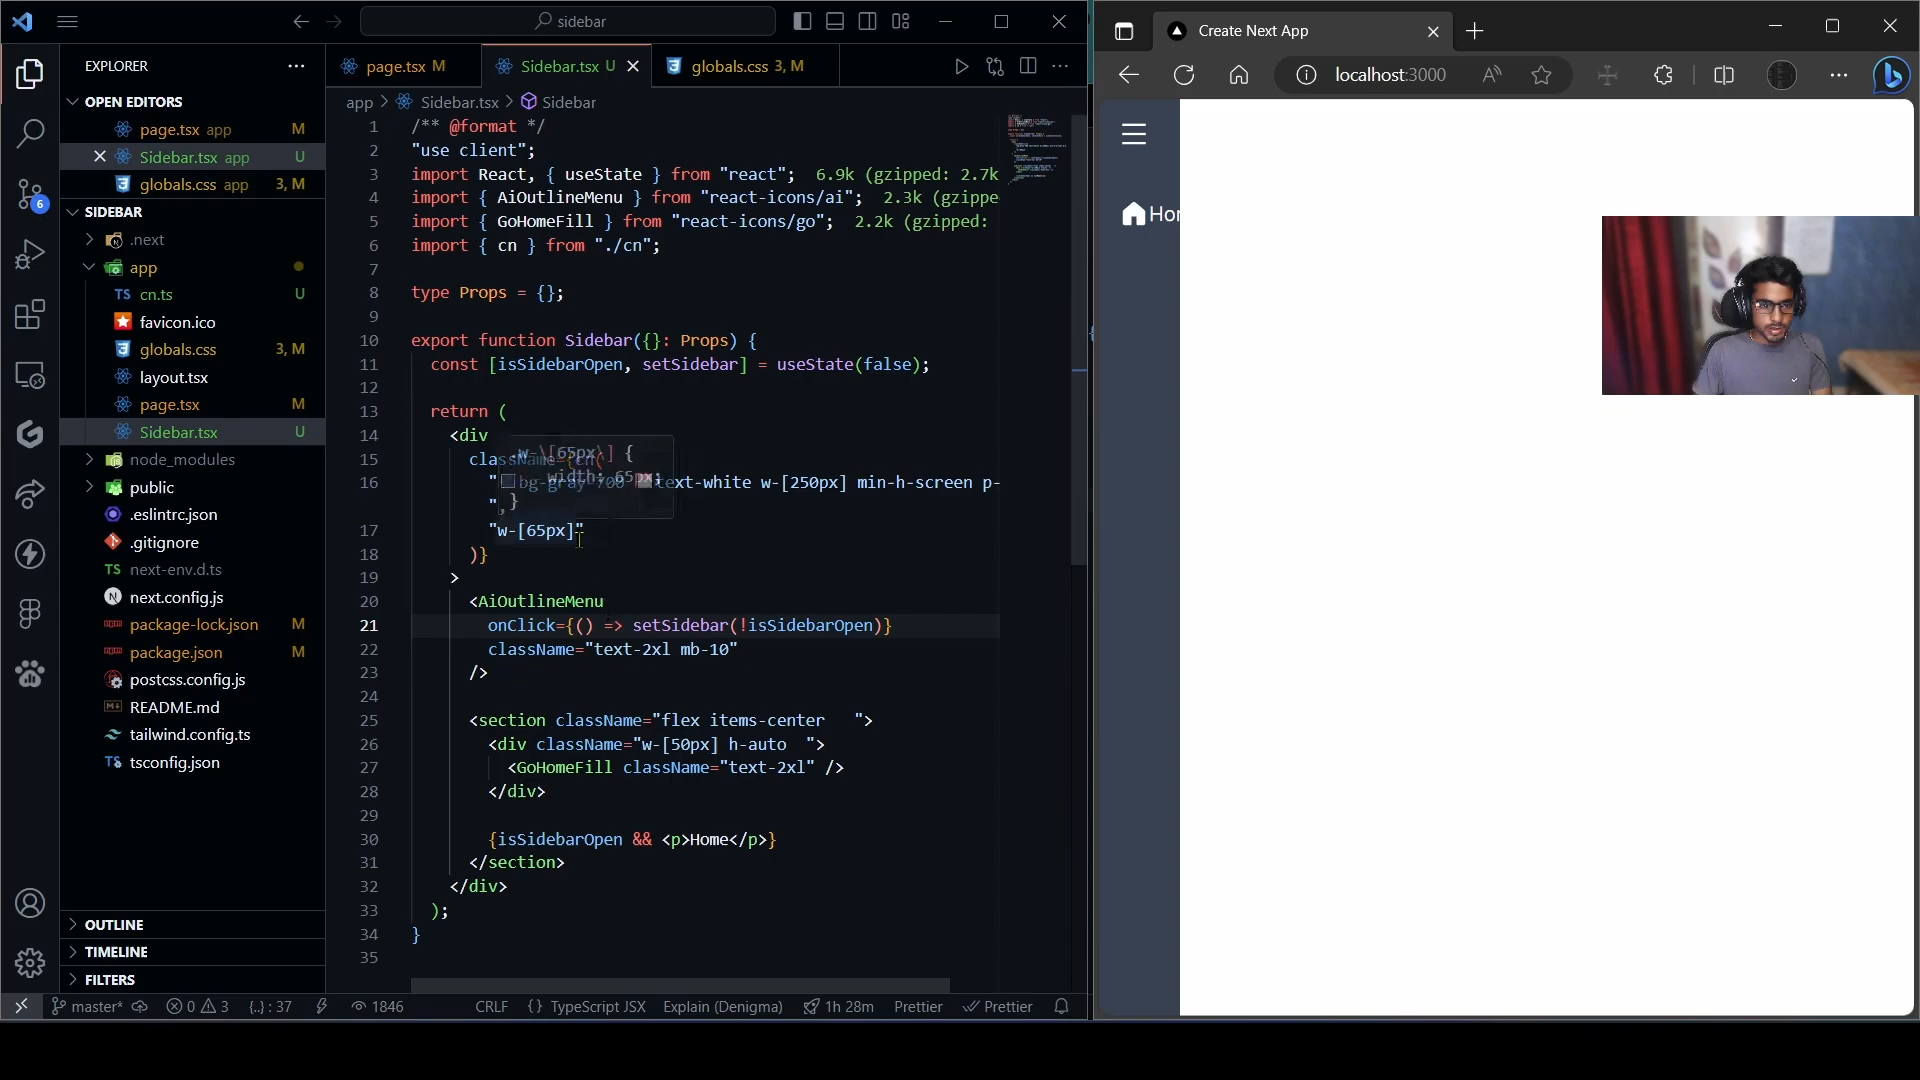 sidebar
EXPLORER
OPEN EDITORS
page.tsx app M
Sidebar.tsx app U
globals.css app 3, M
SIDEBAR
.next
app
TS cn.ts U
favicon.ico
globals.css 3, M
layout.tsx
page.tsx M
Sidebar.tsx U
node_modules
public
.eslintrc.json
.gitignore
TS next-env.d.ts
next.config.js
package-lock.json M
package.json M
postcss.config.js
README.md
tailwind.config.ts
tsconfig.json
OUTLINE
TIMELINE
FILTERS
page.tsx M
Sidebar.tsx U
globals.css 3, M
app > Sidebar.tsx > Sidebar
1 /** @format */
2 "use client";
3 import React, { useState } from "react"; 6.9k (gzipped: 2.7k
4 import { AiOutlineMenu } from "react-icons/ai"; 2.3k (gzippe
5 import { GoHomeFill } from "react-icons/go"; 2.2k (gzipped:
6 import { cn } from "./cn";
7
8 type Props = {};
9
10 export function Sidebar({}: Props) {
11 const [isSidebarOpen, setSidebar] = useState(false);
12
13 return (
14 <div
15 className={cn(
16 "bg-gray-700 text-white w-[250px] min-h-screen p-
",
17 "w-[65px]"
18 )}
19 >
20 <AiOutlineMenu
21 onClick={() => setSidebar(!isSidebarOpen)}
22 className="text-2xl mb-10"
23 />
24
25 <section className="flex items-center ">
26 <div className="w-[50px] h-auto ">
27 <GoHomeFill className="text-2xl" />
28 </div>
29
30 {isSidebarOpen && <p>Home</p>}
31 </section>
32 </div>
33 );
34 }
35
.w-\[65px\] {
width: 65px;
}
master* 0 3 {..} : 37 1846 CRLF {} TypeScript JSX Explain (Denigma) 1h 28m Prettier Prettier
6
Create Next App
localhost:3000
Hor